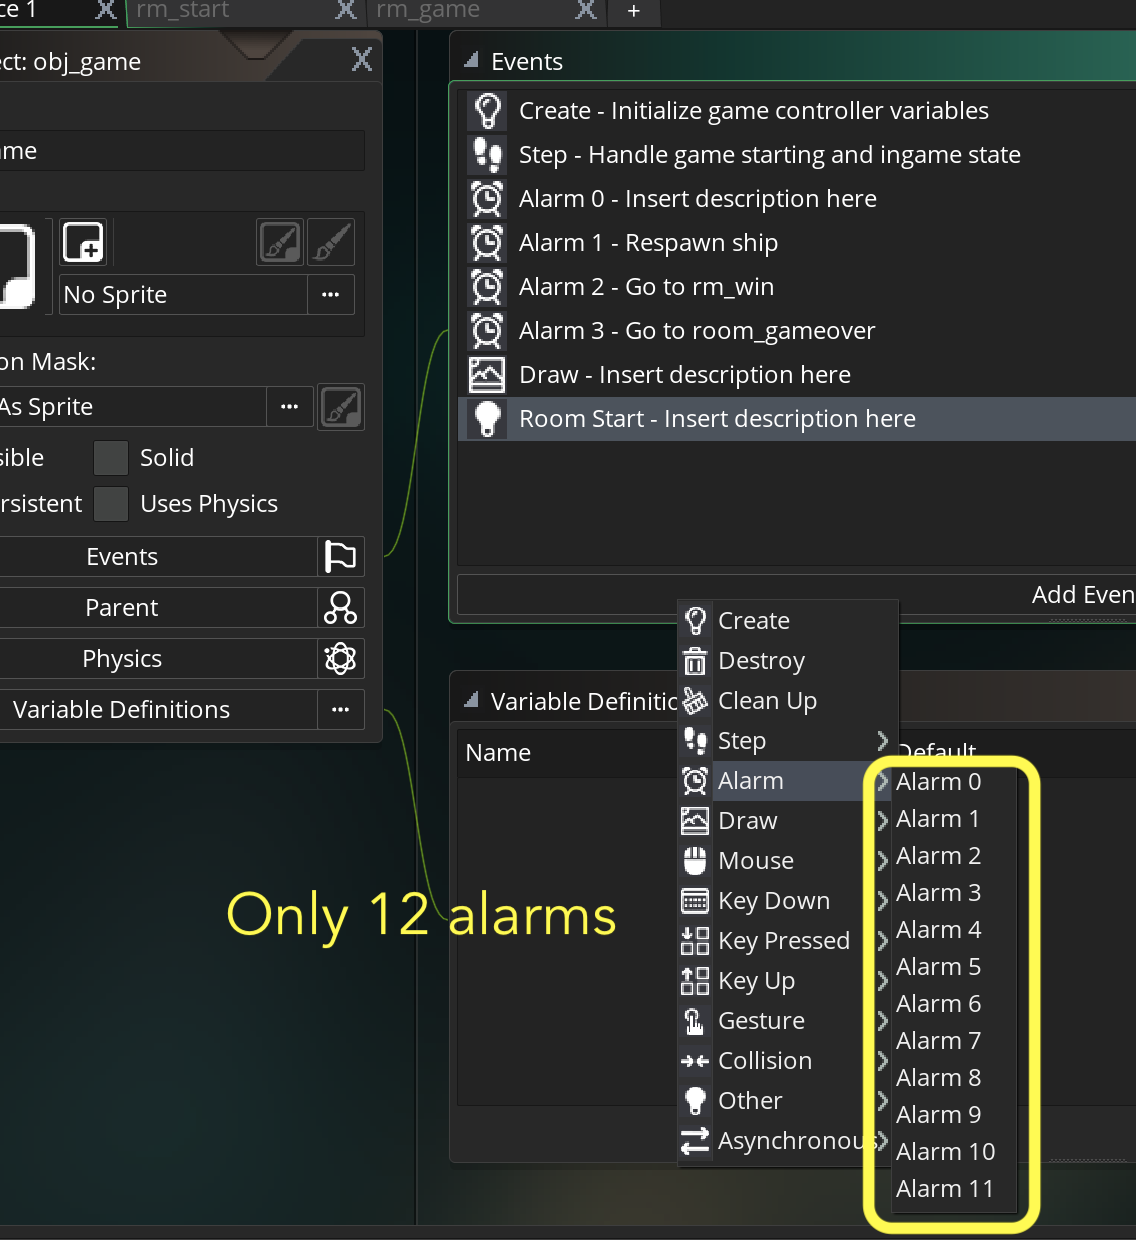 ce 1
rm_start
rm_game
+
ect: obj_game
Events
Create - Initialize game controller variables
Step - Handle game starting and ingame state
Alarm 0 - Insert description here
Alarm 1 - Respawn ship
Alarm 2 - Go to rm_win
Alarm 3 - Go to room_gameover
Draw - Insert description here
Room Start - Insert description here
Add Even
ame
No Sprite
on Mask:
As Sprite
sible
Solid
rsistent
Uses Physics
Events
Parent
Physics
Variable Definitions
Variable Definitio
Name
Default
Create
Destroy
Clean Up
Step
Alarm
Draw
Mouse
Key Down
Key Pressed
Key Up
Gesture
Collision
Other
Asynchronous
Alarm 0
Alarm 1
Alarm 2
Alarm 3
Alarm 4
Alarm 5
Alarm 6
Alarm 7
Alarm 8
Alarm 9
Alarm 10
Alarm 11
Only 12 alarms